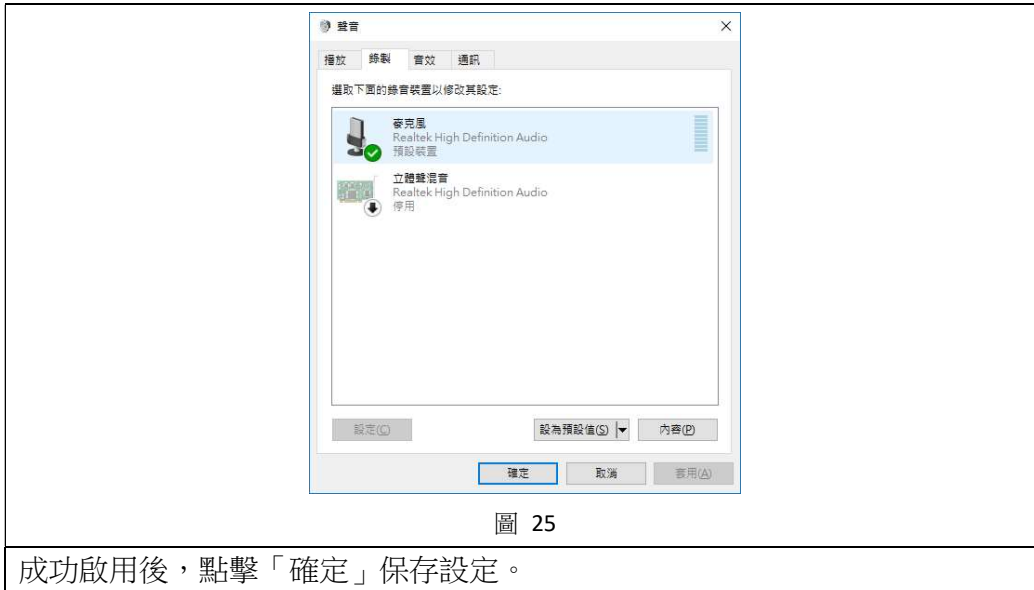 聲音
播放 錄製 音效 通訊
選取下面的錄音裝置以修改其設定:
麥克風
Realtek High Definition Audio
預設裝置
立體聲混音
Realtek High Definition Audio
停用
設定(C) 設為預設值(S) 內容(P)
確定 取消 套用(A)
圖 25
成功啟用後，點擊「確定」保存設定。